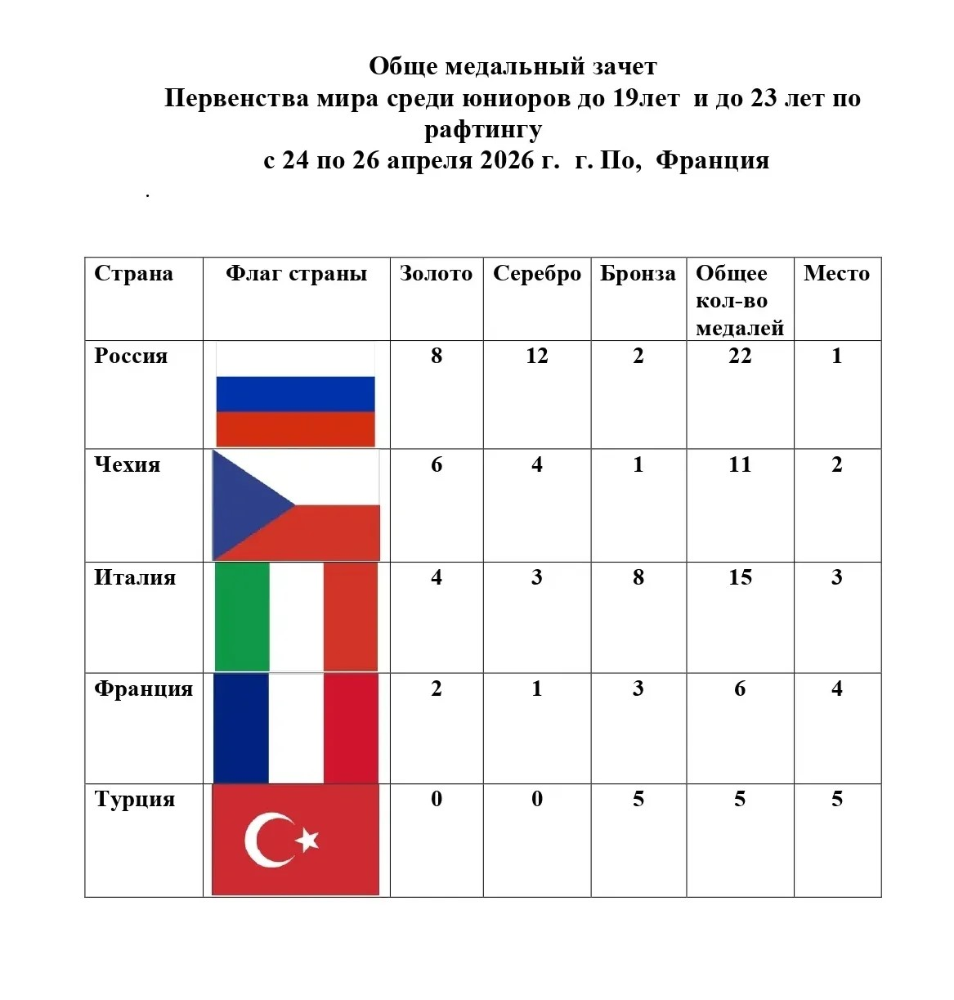 Обще медальный зачет
Первенства мира среди юниоров до 19лет и до 23 лет по
рафтингу
с 24 по 26 апреля 2026 г. г. По, Франция
.
Страна Флаг страны Золото Серебро Бронза Общее кол-во медалей Место
Россия 8 12 2 22 1
Чехия 6 4 1 11 2
Италия 4 3 8 15 3
Франция 2 1 3 6 4
Турция 0 0 5 5 5